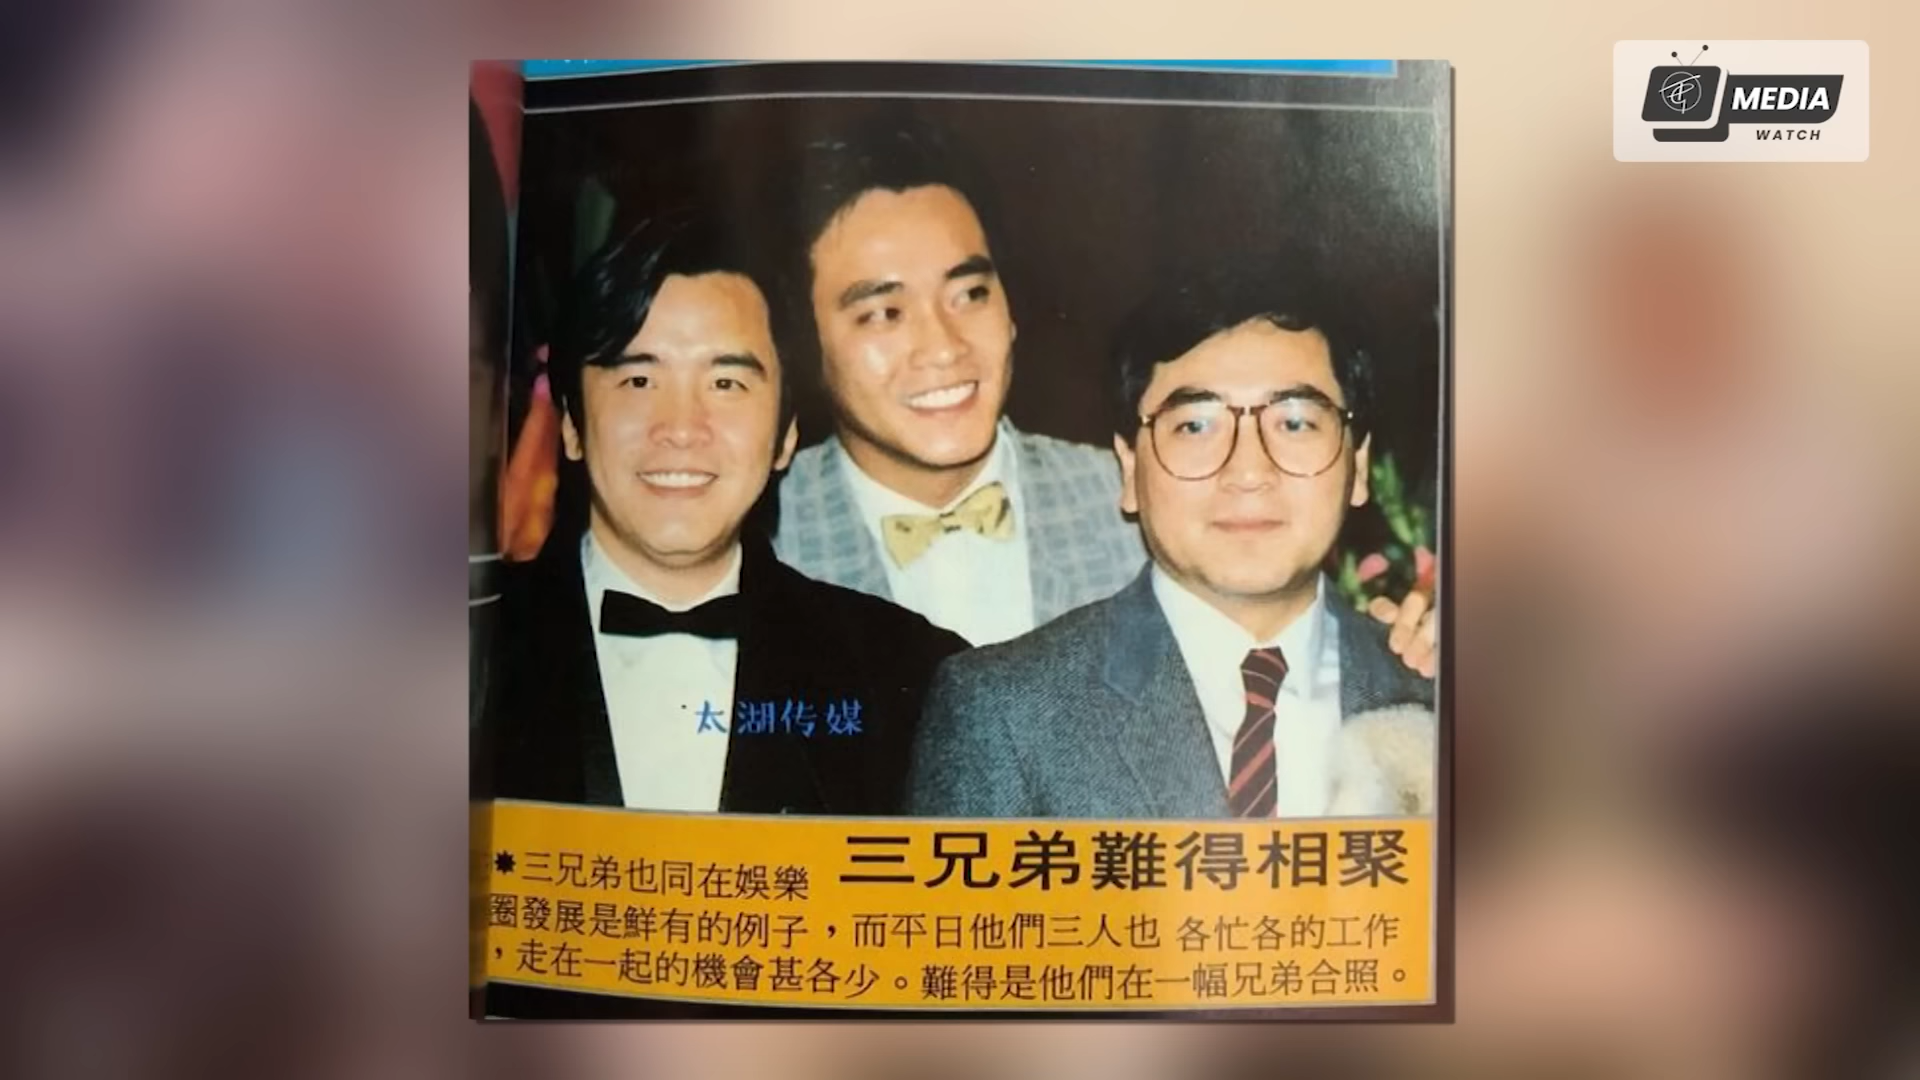 MEDIA
WATCH
太湖传媒
三兄弟難得相聚
✸三兄弟也同在娛樂
圈發展是鮮有的例子，而平日他們三人也 各忙各的工作
，走在一起的機會甚各少。難得是他們在一幅兄弟合照。